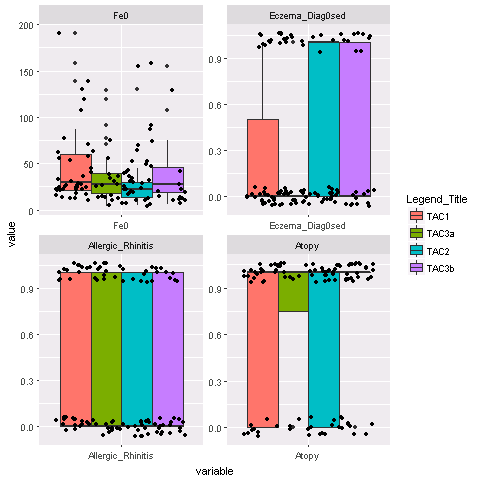 Fe0
Eczema_Diag0sed
200
150
100
50
0
0.9
0.6
0.3
0.0
Fe0
Eczema_Diag0sed
value
Allergic_Rhinitis
Atopy
0.9
0.6
0.3
0.0
0.9
0.6
0.3
0.0
Allergic_Rhinitis
Atopy
variable
Legend_Title
TAC1
TAC3a
TAC2
TAC3b